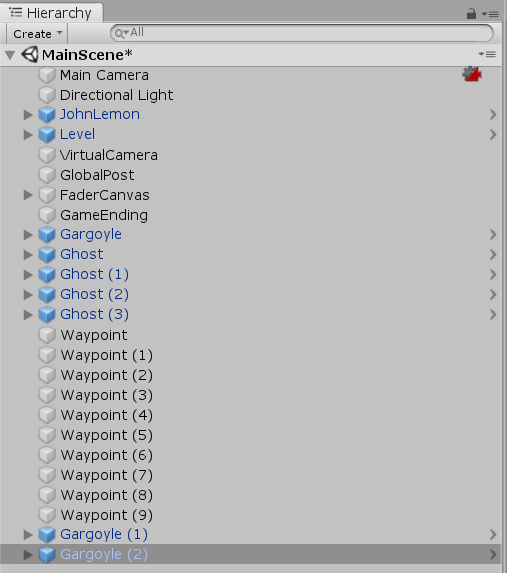 Hierarchy
Create All
MainScene*
Main Camera
Directional Light
JohnLemon
Level
VirtualCamera
GlobalPost
FaderCanvas
GameEnding
Gargoyle
Ghost
Ghost (1)
Ghost (2)
Ghost (3)
Waypoint
Waypoint (1)
Waypoint (2)
Waypoint (3)
Waypoint (4)
Waypoint (5)
Waypoint (6)
Waypoint (7)
Waypoint (8)
Waypoint (9)
Gargoyle (1)
Gargoyle (2)